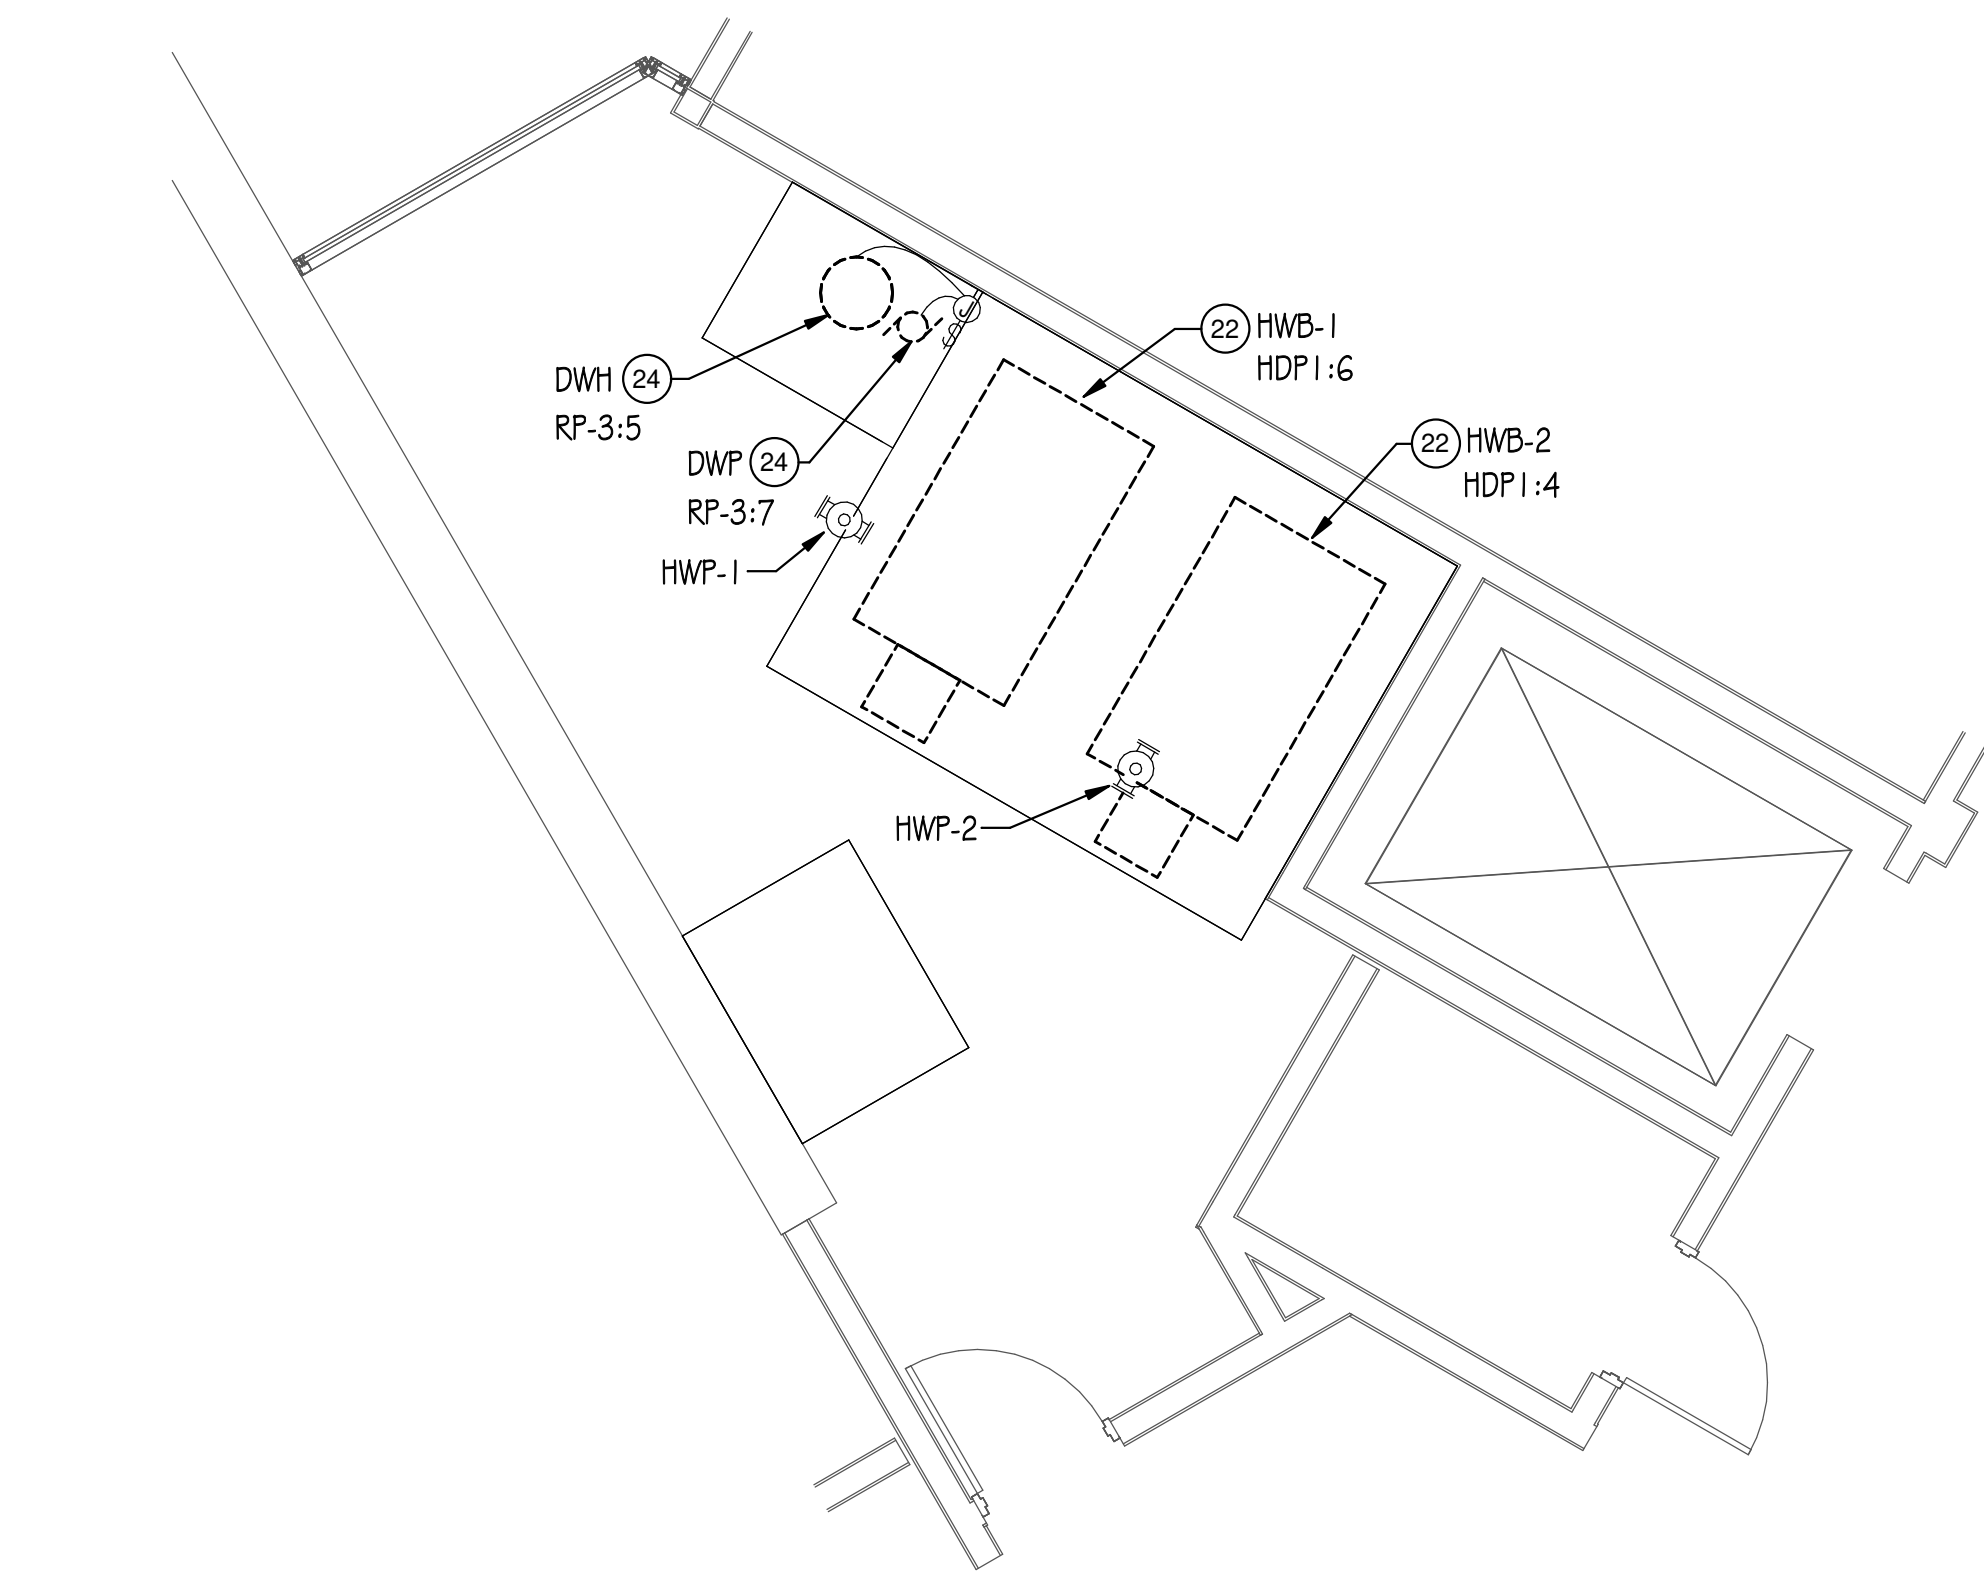 22 HWB-1
HDP1:6
DWH 24
RP-3:5
22 HWB-2
HDP1:4
DWP 24
RP-3:7
J
HWP-1
HWP-2